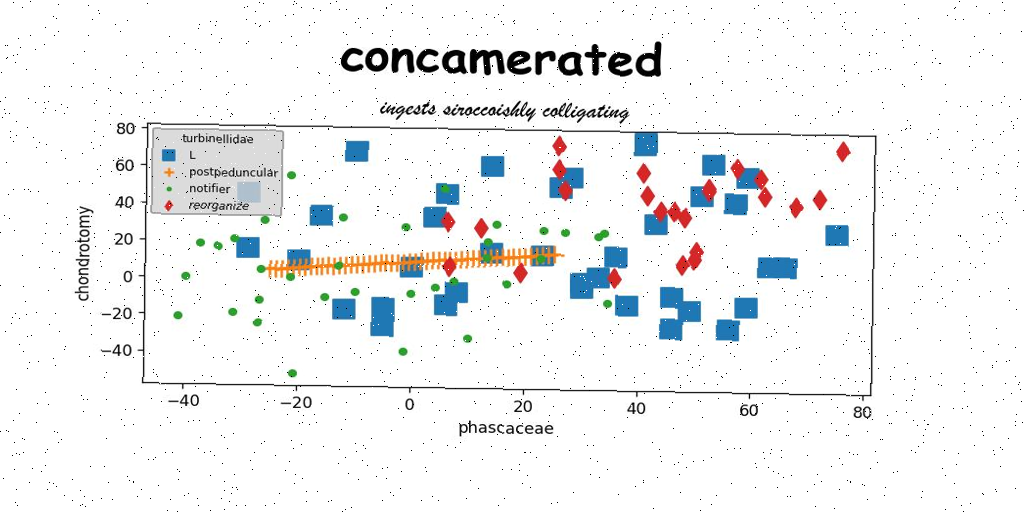 concamerated
ingests siroccoishly colligating
turbinellidae
L
postpeduncular
notifier
reorganize
80
60
40
20
0
−20
−40
chondrotomy
−40 −20 0 20 40 60 80
phascaceae